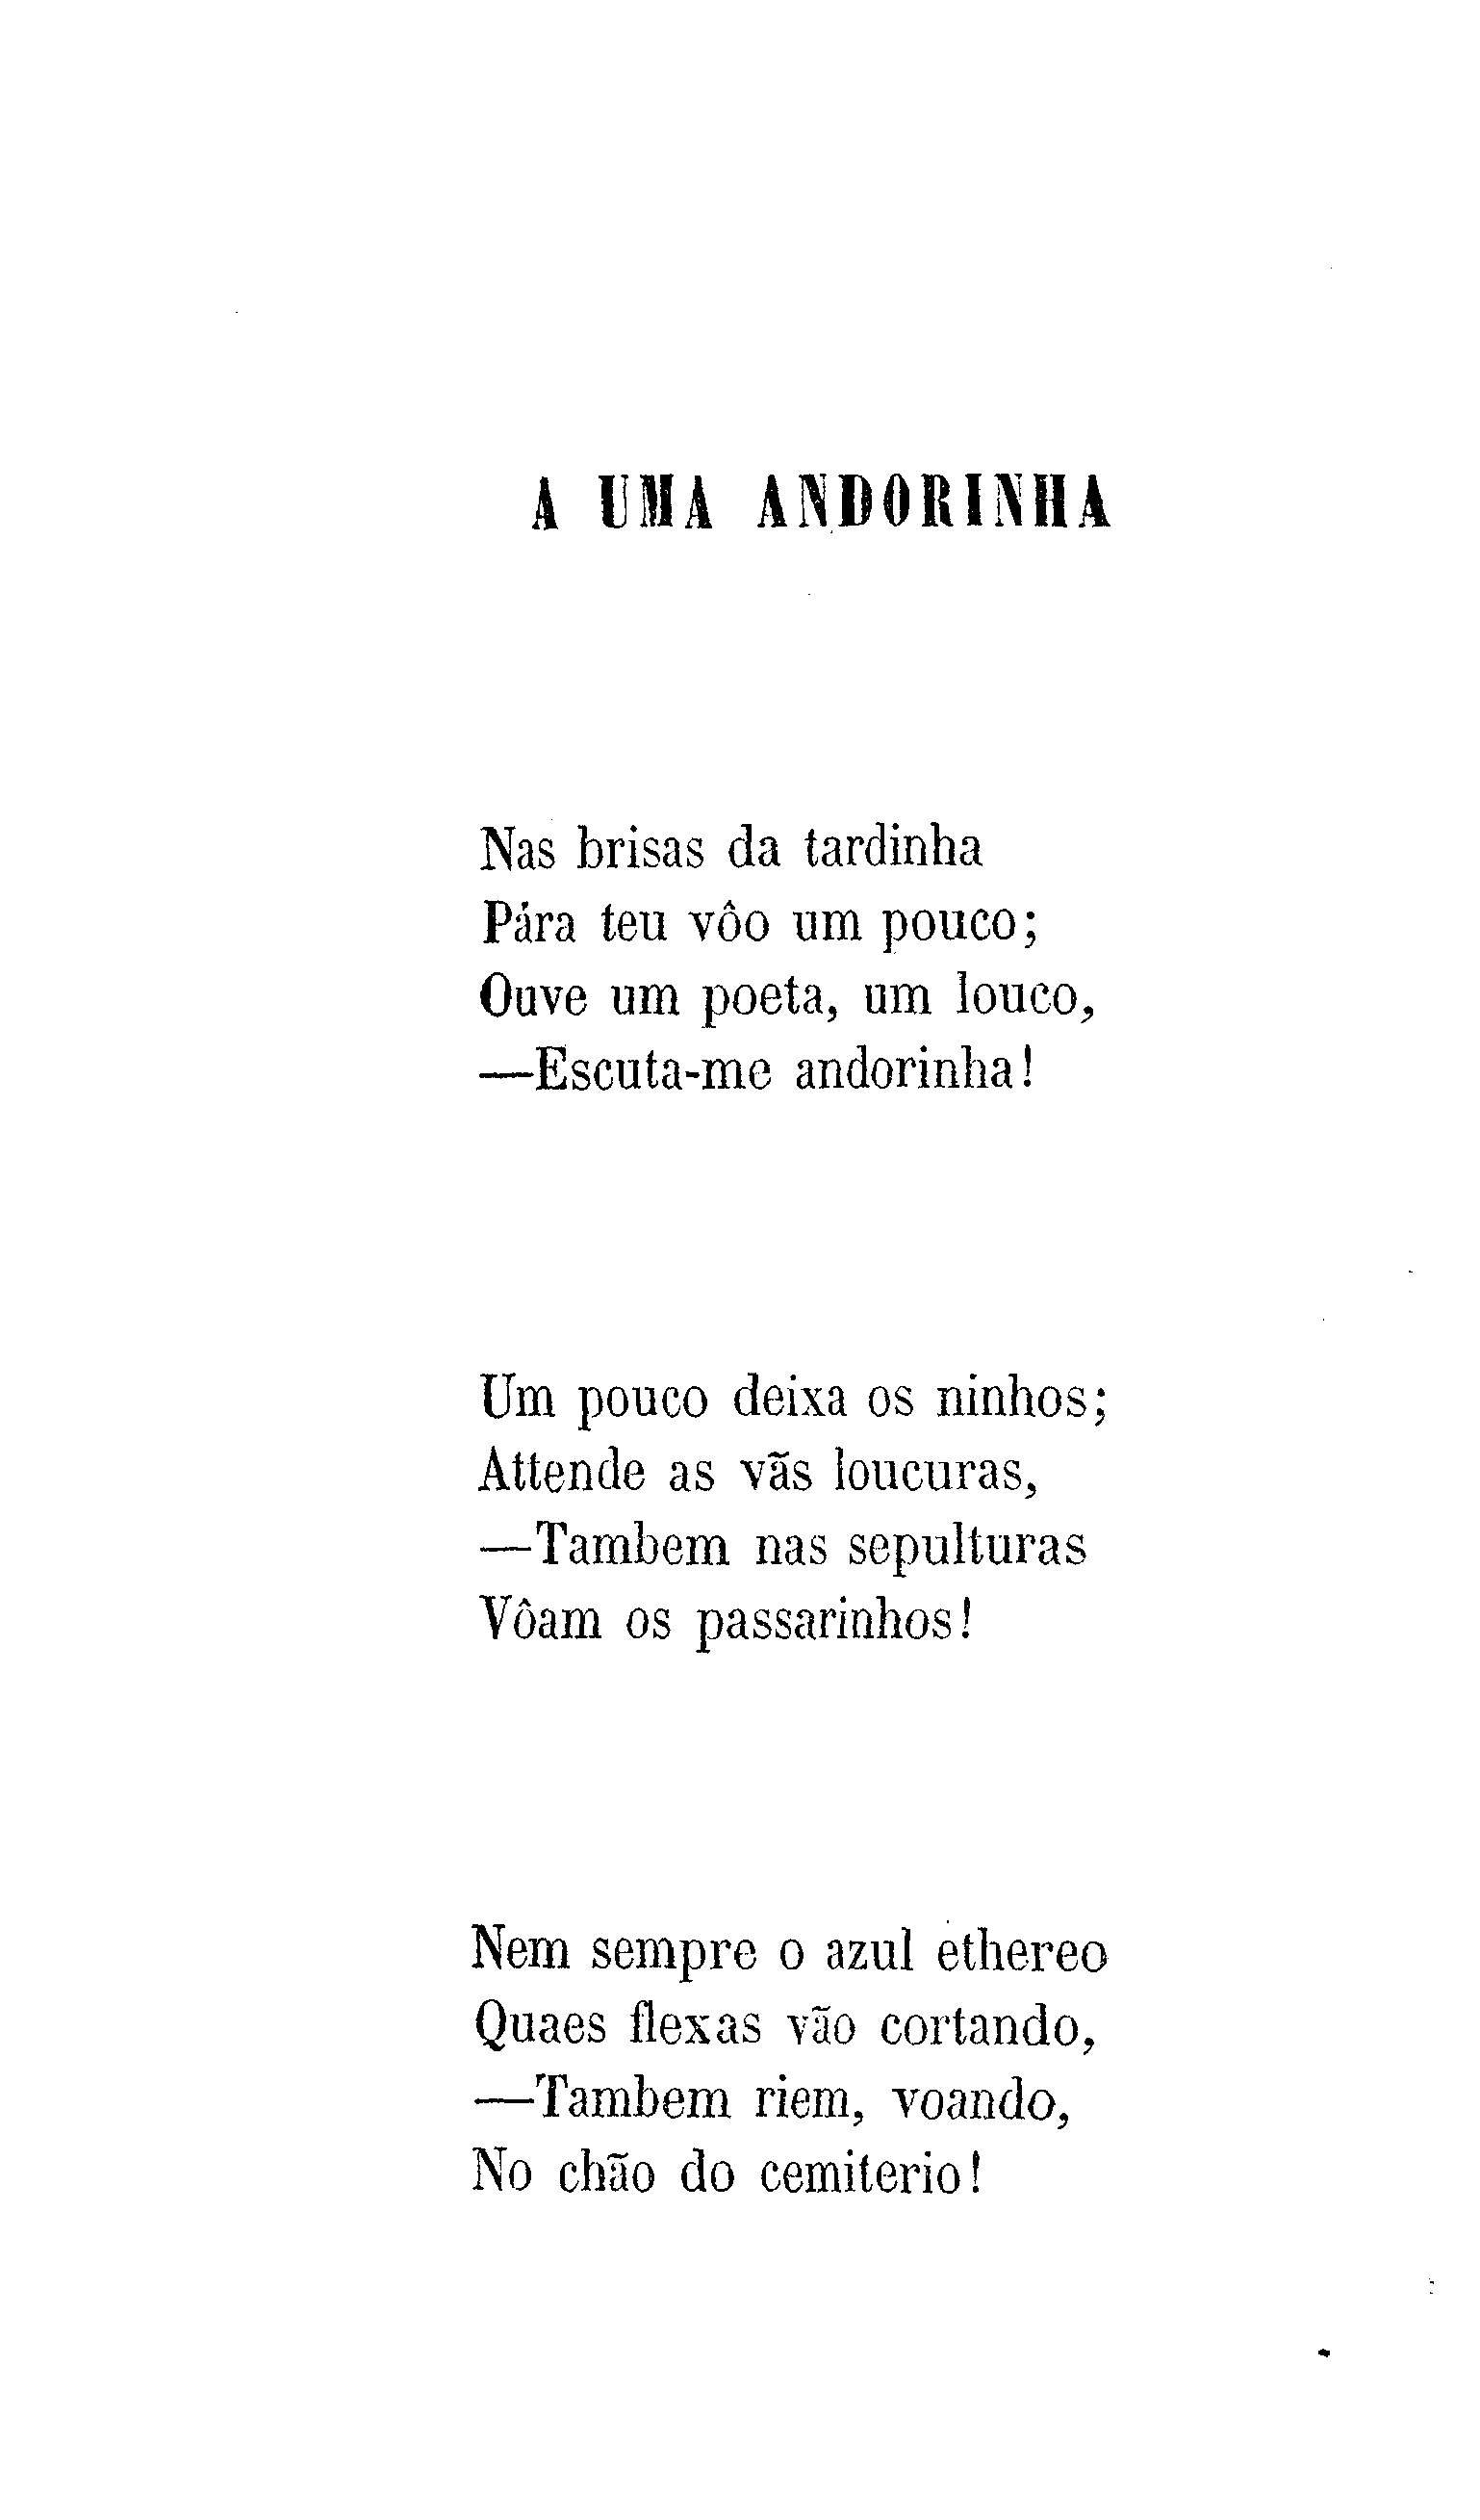 A UMA ANDORINHA
Nas brisas da tardinha
Pára teu vôo um pouco;
Ouve um poeta, um louco,
—Escuta-me andorinha!
Um pouco deixa os ninhos;
Attende as vãs loucuras,
—Tambem nas sepulturas
Vôam os passarinhos!
Nem sempre o azul ethereo
Quaes flexas vão cortando,
—Tambem riem, voando,
No chão do cemiterio!